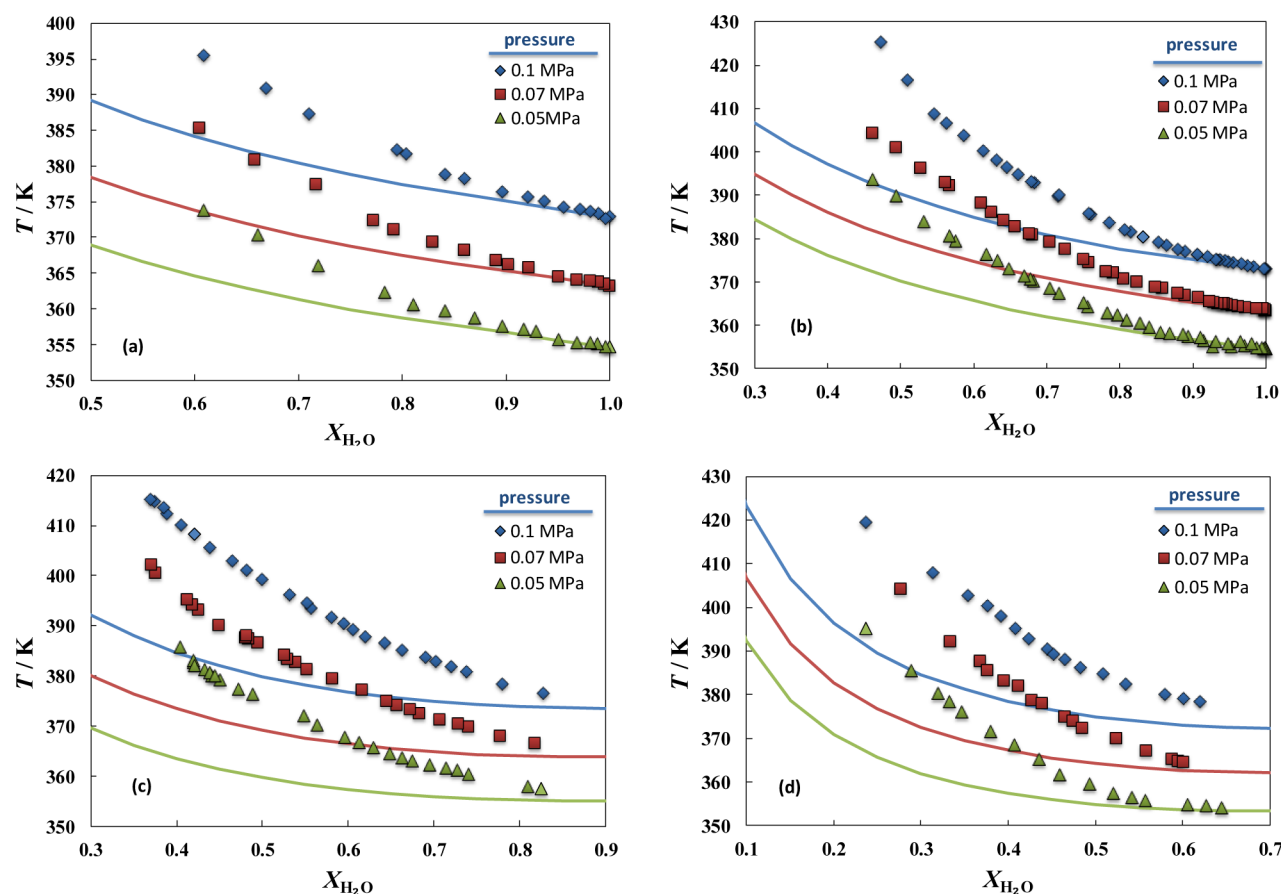 400
395
390
385
380
375
370
365
360
355
350
T / K
pressure
0.1 MPa
0.07 MPa
0.05MPa
(a)
0.5 0.6 0.7 0.8 0.9 1.0
X_H₂O
430
420
410
400
390
380
370
360
350
T / K
pressure
0.1 MPa
0.07 MPa
0.05 MPa
(b)
0.3 0.4 0.5 0.6 0.7 0.8 0.9 1.0
X_H₂O
420
410
400
390
380
370
360
350
T / K
pressure
0.1 MPa
0.07 MPa
0.05 MPa
(c)
0.3 0.4 0.5 0.6 0.7 0.8 0.9
X_H₂O
430
420
410
400
390
380
370
360
350
T / K
pressure
0.1 MPa
0.07 MPa
0.05 MPa
(d)
0.1 0.2 0.3 0.4 0.5 0.6 0.7
X_H₂O